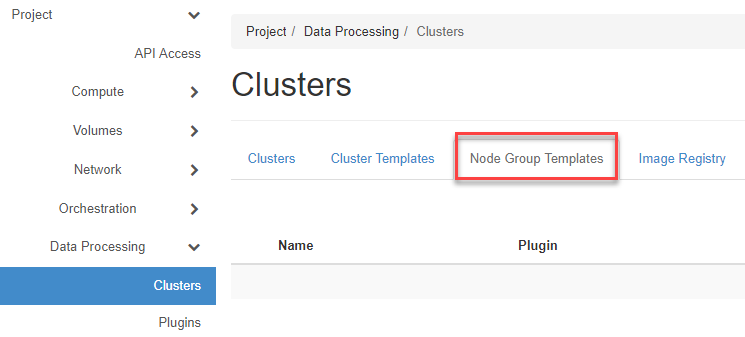 Project
API Access
Compute
Volumes
Network
Orchestration
Data Processing
Clusters
Plugins
Project / Data Processing / Clusters
Clusters
Clusters Cluster Templates Node Group Templates Image Registry
Name Plugin